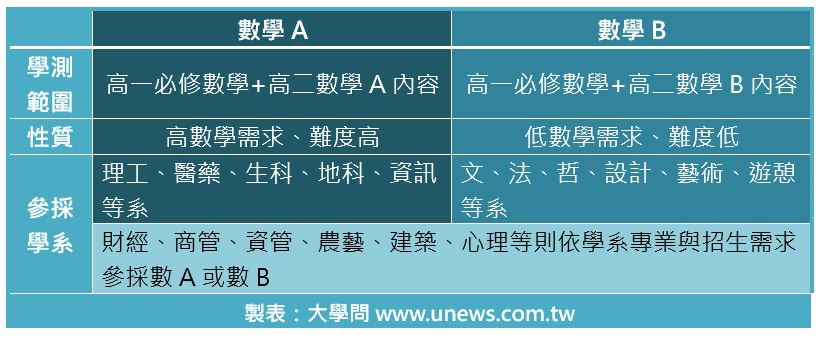 數學 A
數學 B
學測
範圍
高一必修數學+高二數學 A 內容
高一必修數學+高二數學 B 內容
性質
高數學需求、難度高
低數學需求、難度低
參採
學系
理工、醫藥、生科、地科、資訊
等系
文、法、哲、設計、藝術、遊憩
等系
財經、商管、資管、農藝、建築、心理等則依學系專業與招生需求
參採數 A 或數 B
製表：大學問 www.unews.com.tw